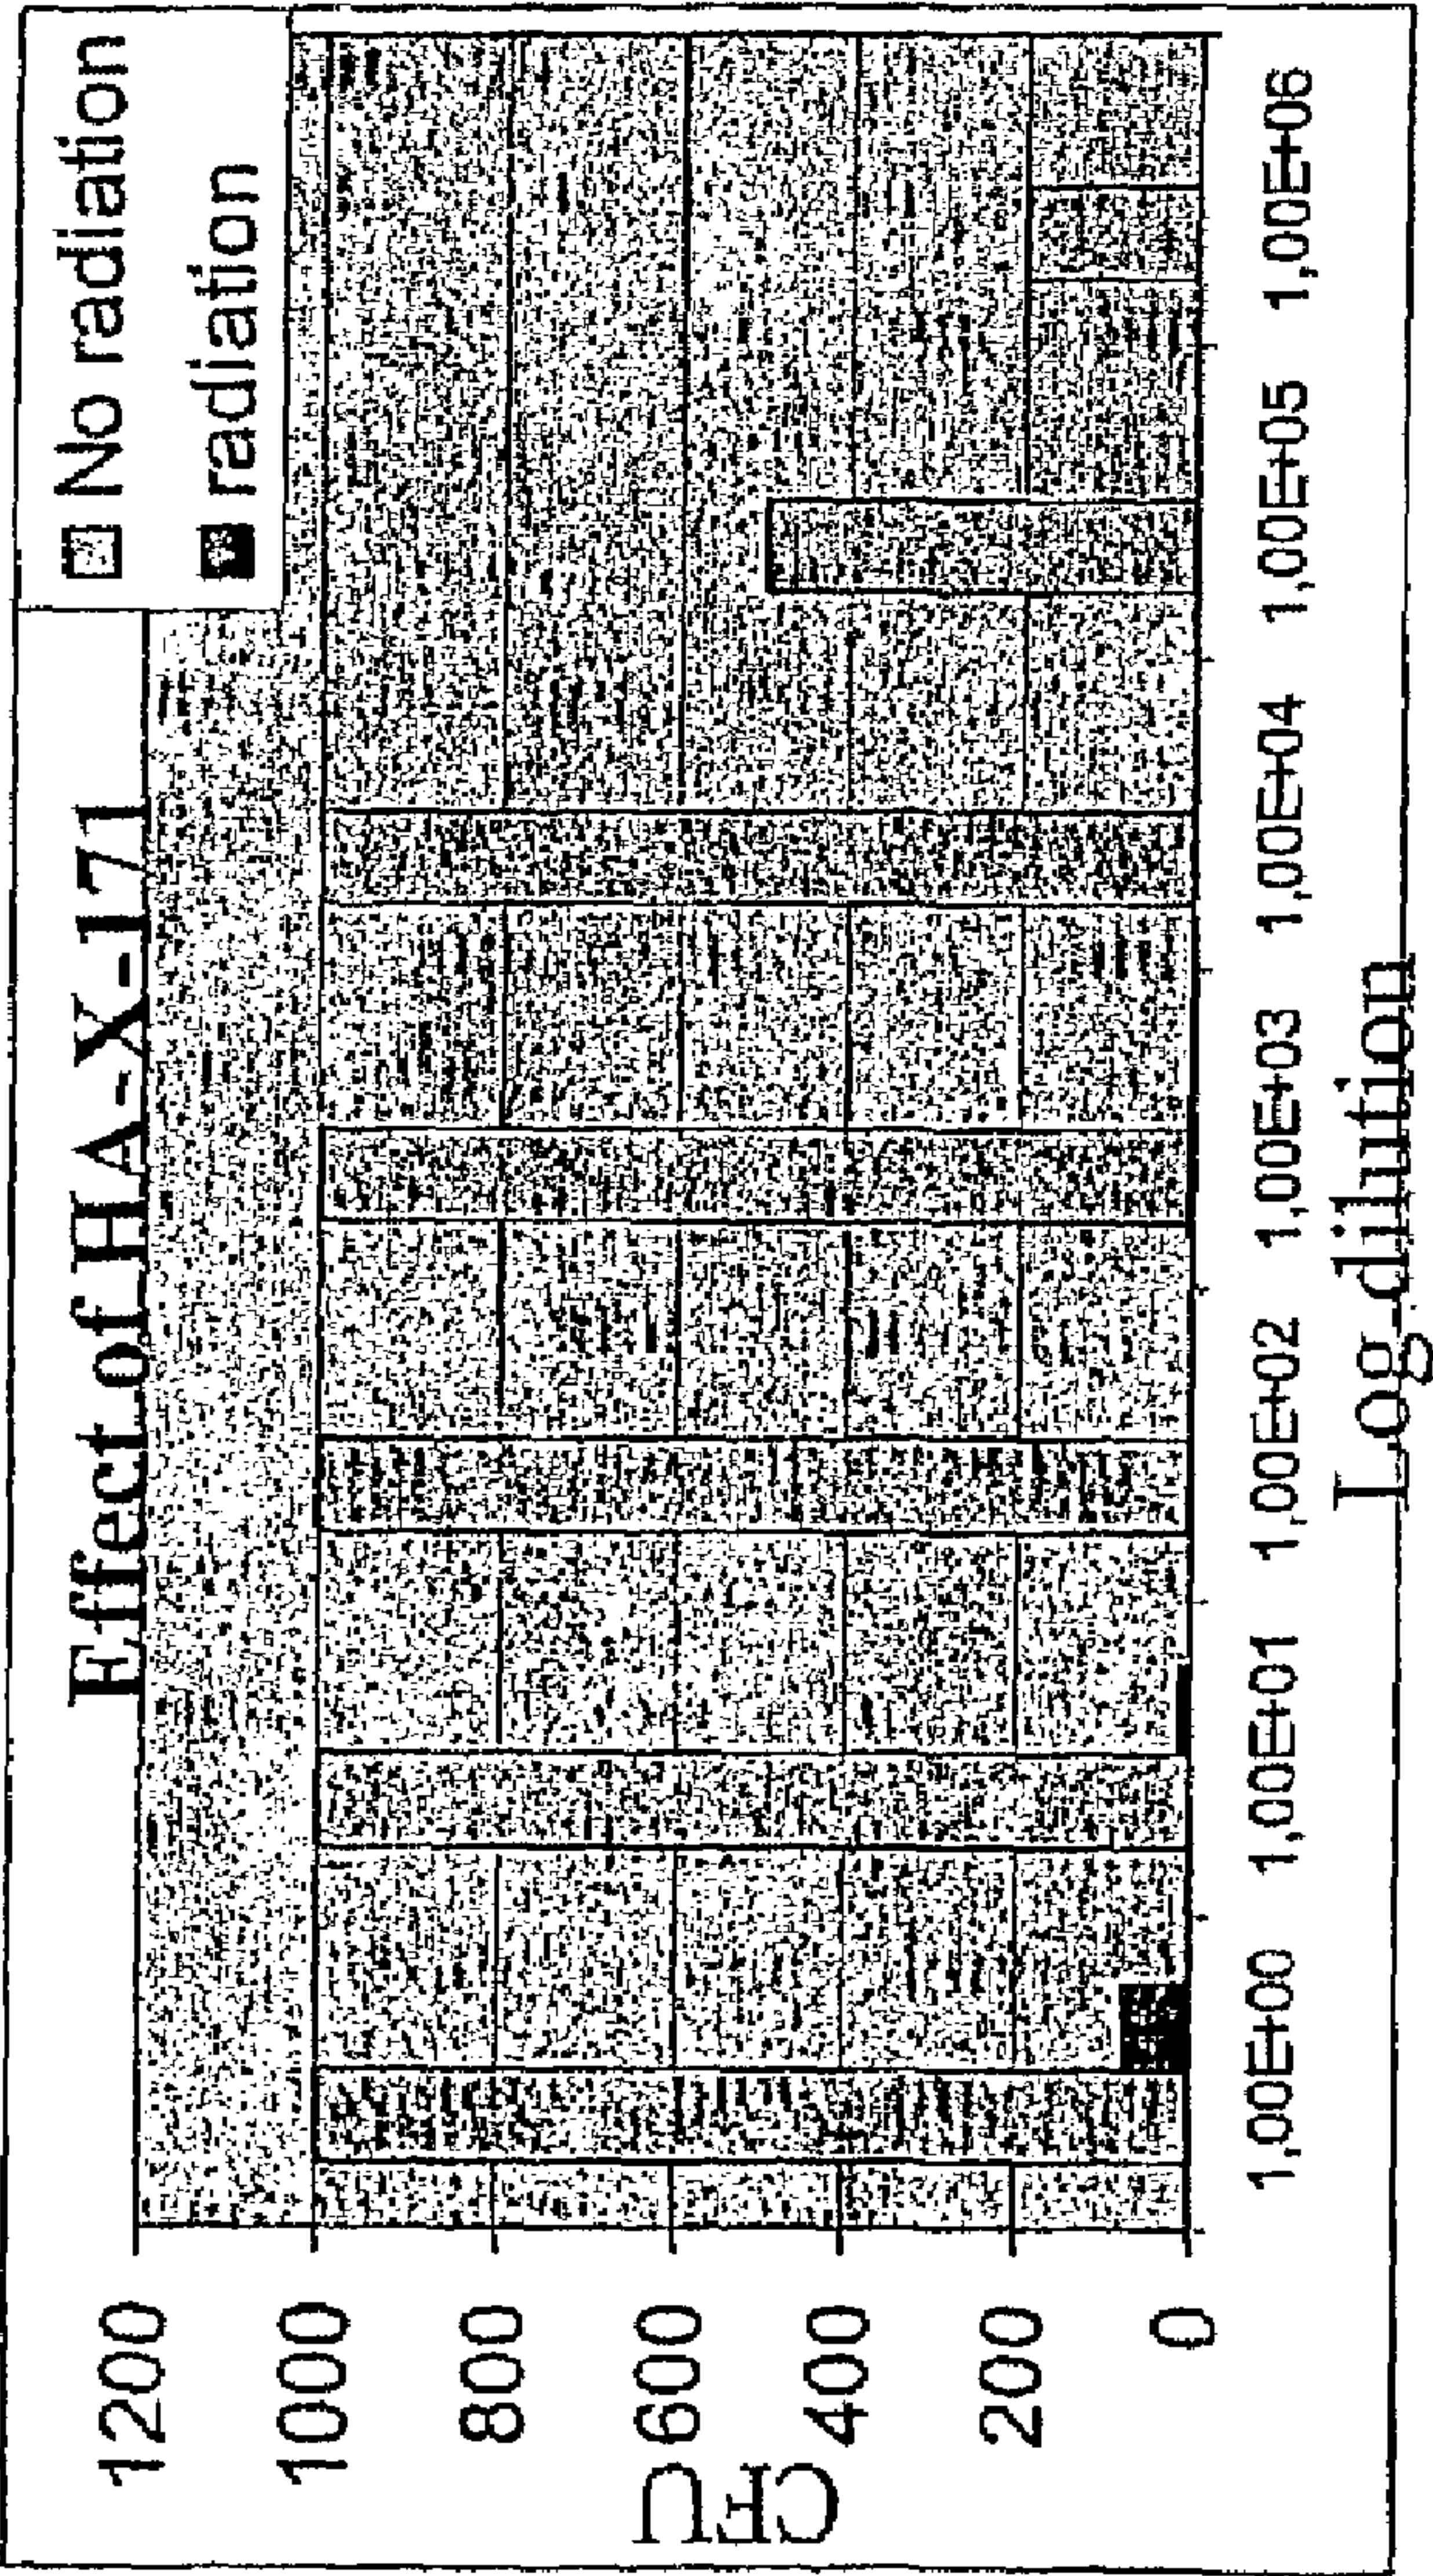 Effect of HA-X-171
No radiation
radiation
1200
1000
800
600
400
200
0
CFU
1,00E+00 1,00E+01 1,00E+02 1,00E+03 1,00E+04 1,00E+05 1,00E+06
Log dilution